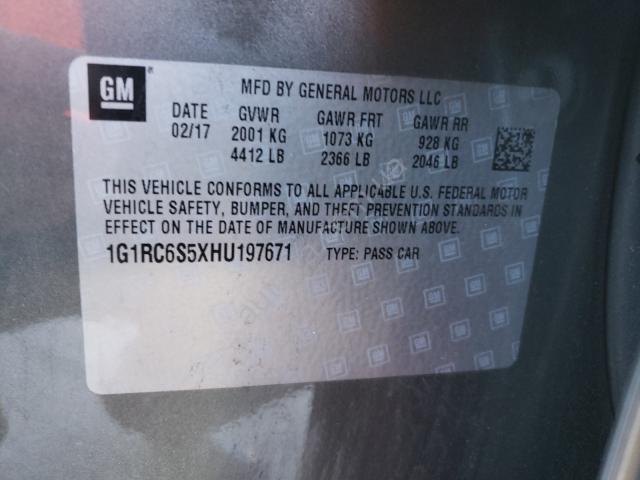 GM
MFD BY GENERAL MOTORS LLC
DATE GVWR GAWR FRT GAWR RR
02/17 2001 KG 1073 KG 928 KG
4412 LB 2366 LB 2046 LB
THIS VEHICLE CONFORMS TO ALL APPLICABLE U.S. FEDERAL MOTOR
VEHICLE SAFETY, BUMPER, AND THEFT PREVENTION STANDARDS IN
EFFECT ON THE DATE OF MANUFACTURE SHOWN ABOVE.
1G1RC6S5XHU197671 TYPE: PASS CAR